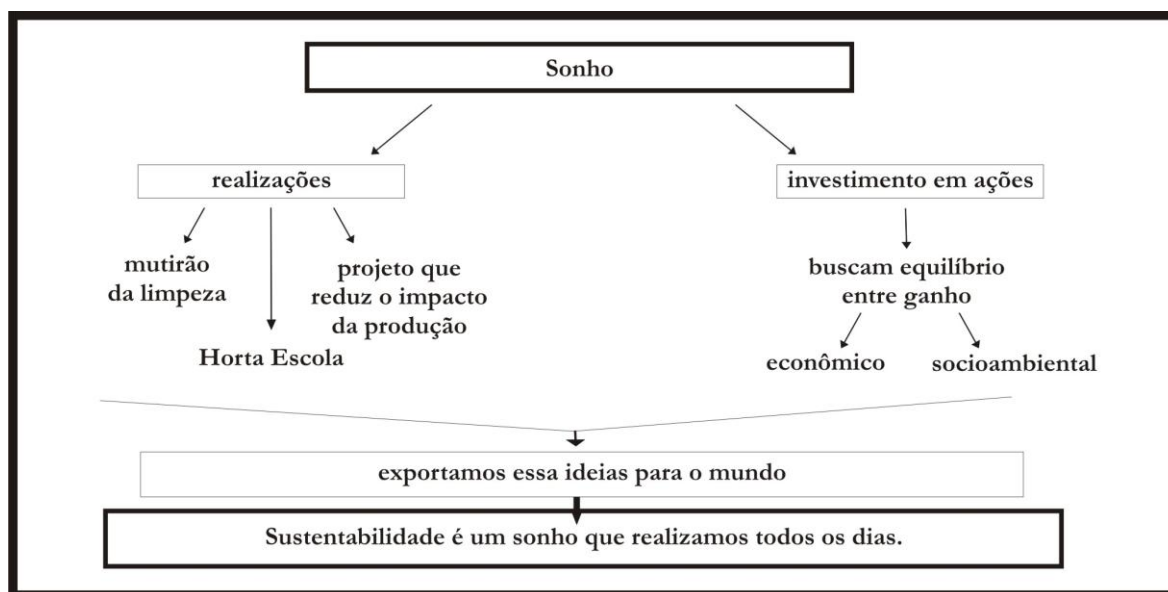 Sonho
realizações
investimento em ações
mutirão
da limpeza
projeto que
reduz o impacto
da produção
Horta Escola
buscam equilíbrio
entre ganho
econômico
socioambiental
exportamos essa ideias para o mundo
Sustentabilidade é um sonho que realizamos todos os dias.